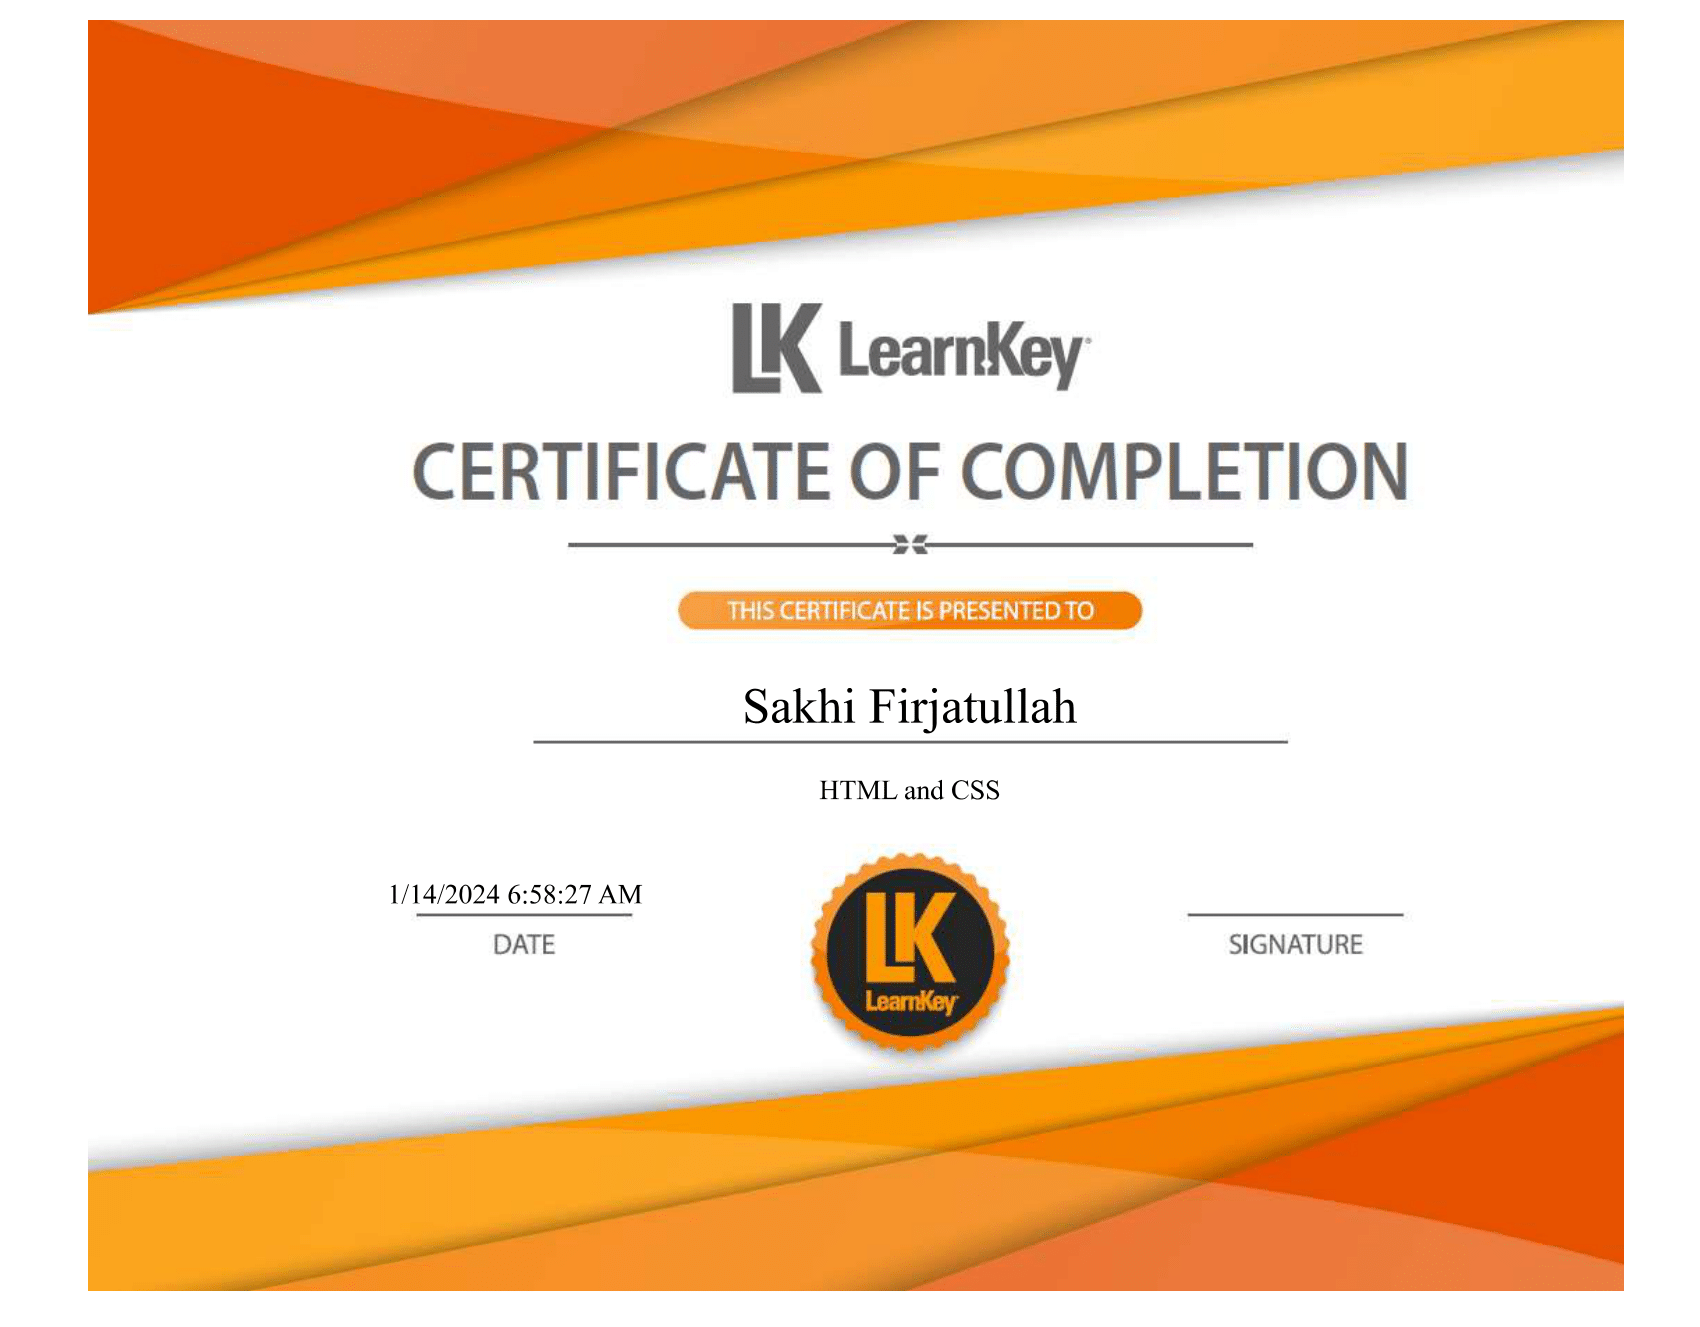 LK LearnKey®
CERTIFICATE OF COMPLETION
THIS CERTIFICATE IS PRESENTED TO
Sakhi Firjatullah
HTML and CSS
1/14/2024 6:58:27 AM
DATE
LK
LearnKey
SIGNATURE